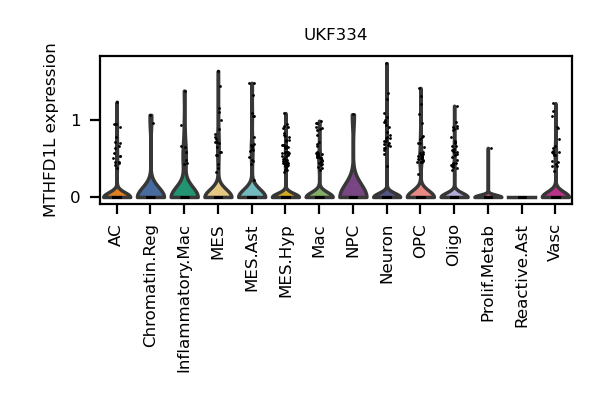 UKF334
MTHFD1L expression
1
0
AC
Chromatin.Reg
Inflammatory.Mac
MES
MES.Ast
MES.Hyp
Mac
NPC
Neuron
OPC
Oligo
Prolif.Metab
Reactive.Ast
Vasc